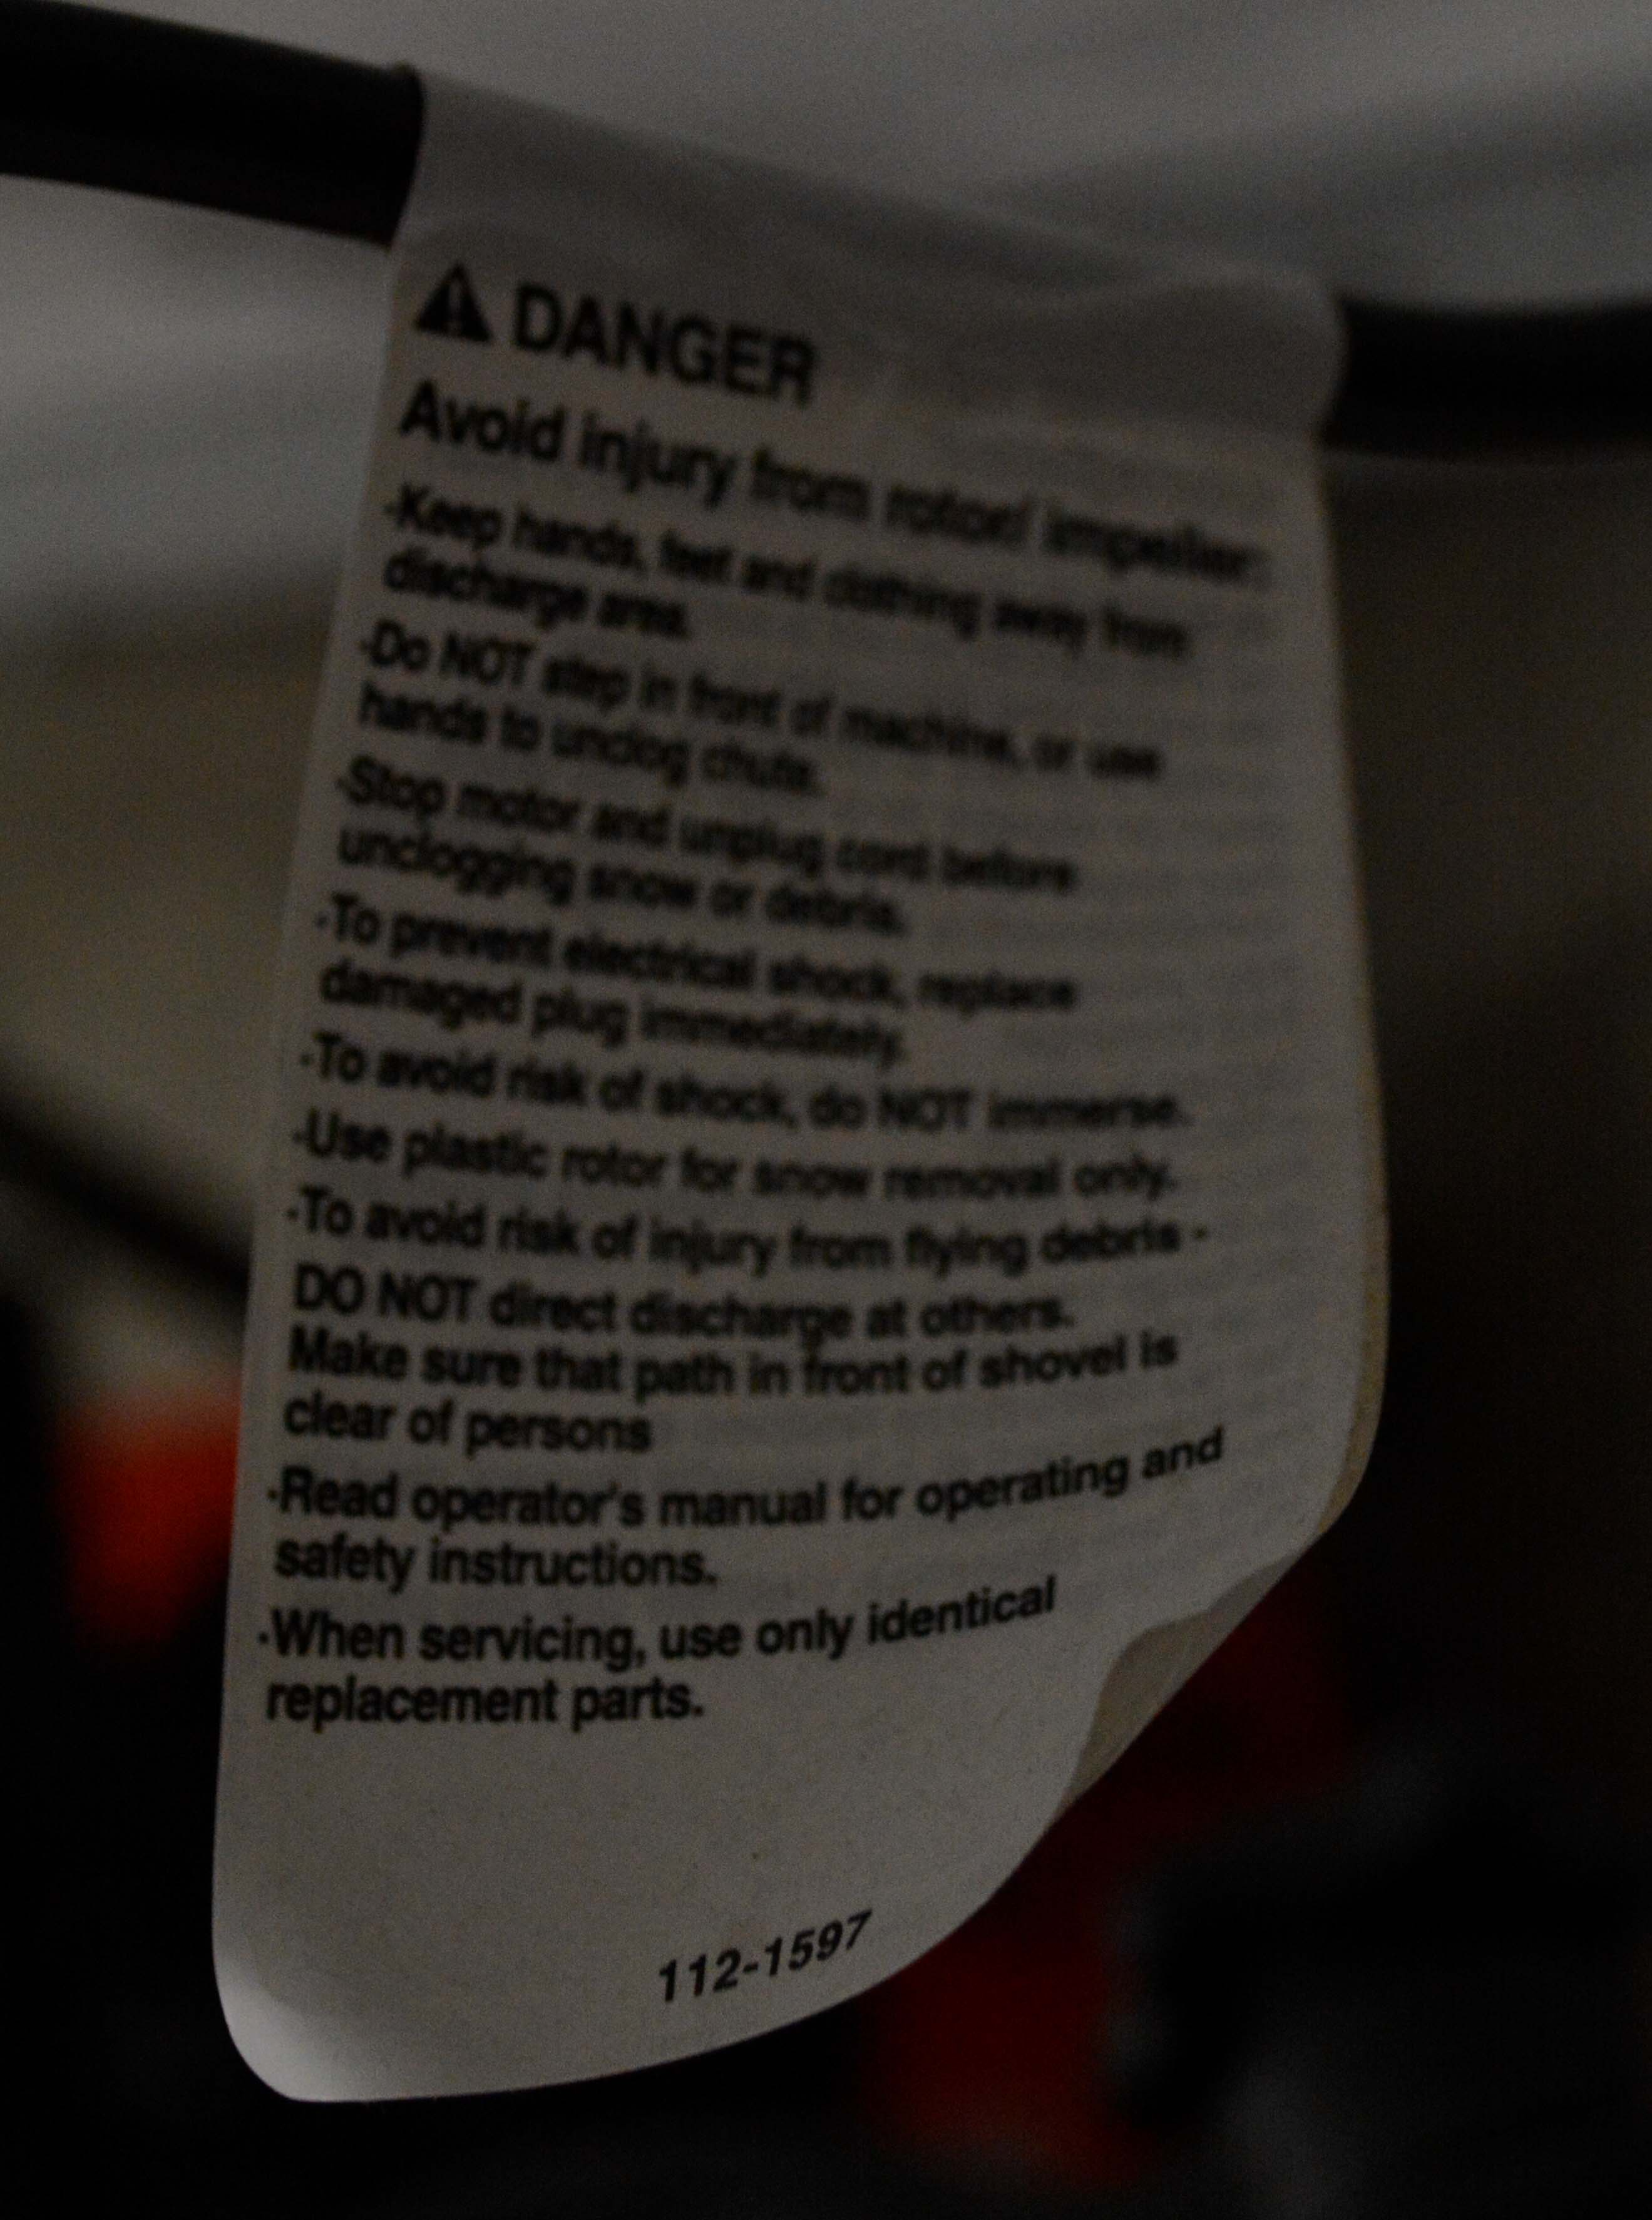 DANGER
Avoid injury from rotor/ impeller:
-Keep hands, feet and clothing away from
discharge area.
-Do NOT step in front of machine, or use
hands to unclog chute.
-Stop motor and unplug cord before
unclogging snow or debris.
-To prevent electrical shock, replace
damaged plug immediately.
-To avoid risk of shock, do NOT immerse.
-Use plastic rotor for snow removal only.
-To avoid risk of injury from flying debris -
DO NOT direct discharge at others.
Make sure that path in front of shovel is
clear of persons
-Read operator's manual for operating and
safety instructions.
-When servicing, use only identical
replacement parts.
112-1597